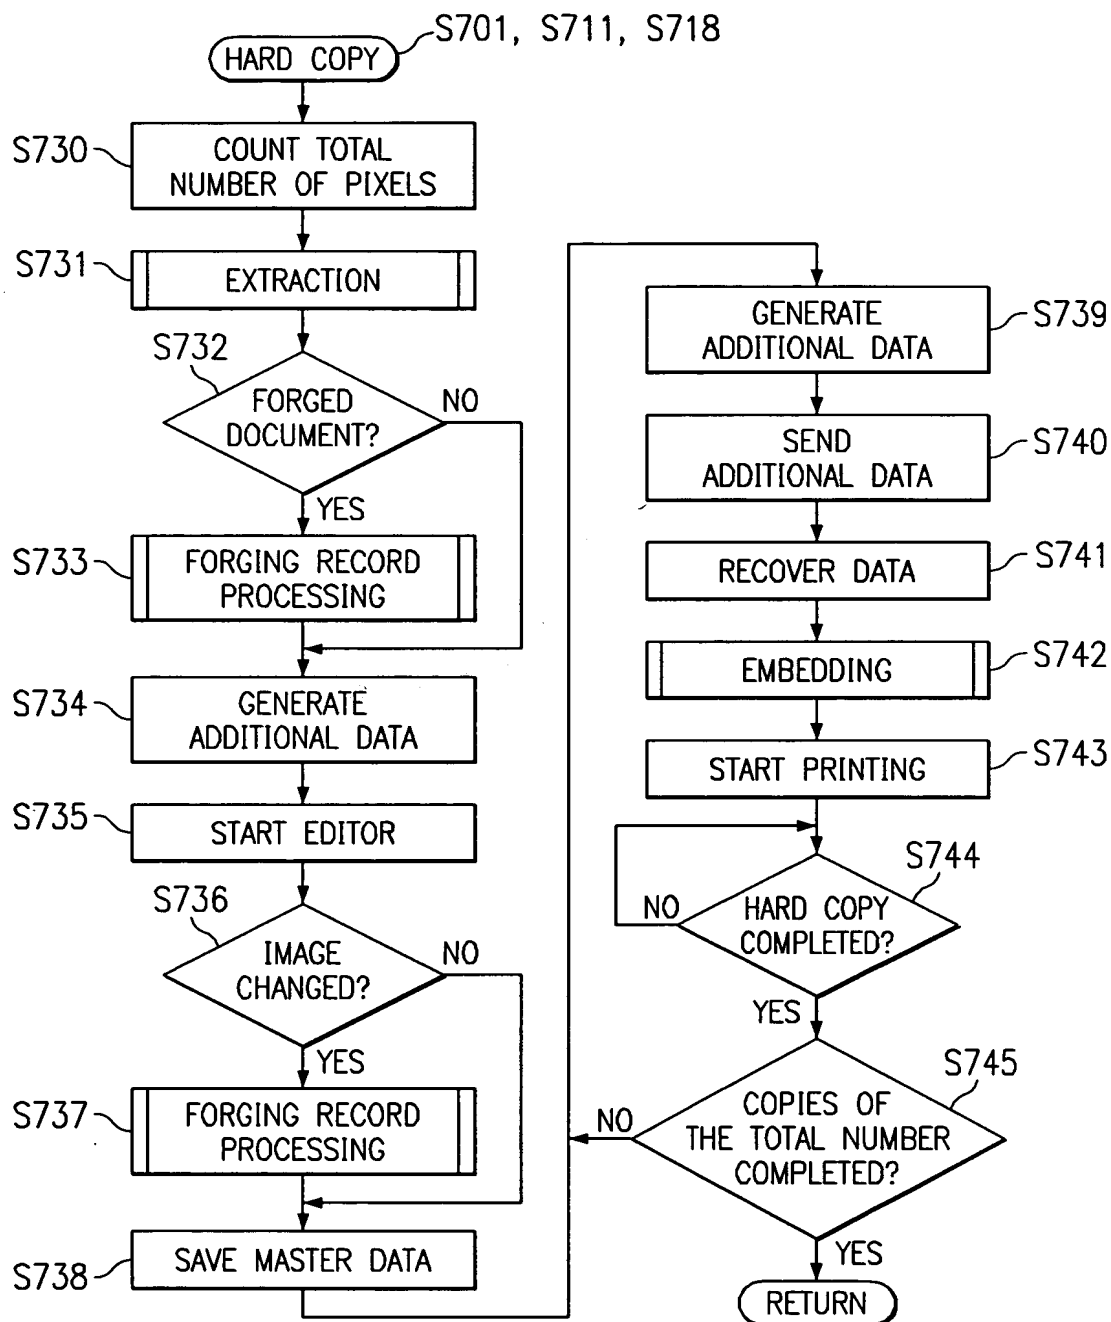 S701, S711, S718
HARD COPY
S730
COUNT TOTAL
NUMBER OF PIXELS
S731
EXTRACTION
S732
FORGED
DOCUMENT?
NO
YES
S733
FORGING RECORD
PROCESSING
S734
GENERATE
ADDITIONAL DATA
S735
START EDITOR
S736
IMAGE
CHANGED?
NO
YES
S737
FORGING RECORD
PROCESSING
S738
SAVE MASTER DATA
GENERATE
ADDITIONAL DATA
S739
SEND
ADDITIONAL DATA
S740
RECOVER DATA
S741
EMBEDDING
S742
START PRINTING
S743
S744
HARD COPY
COMPLETED?
NO
YES
S745
COPIES OF
THE TOTAL NUMBER
COMPLETED?
NO
YES
RETURN